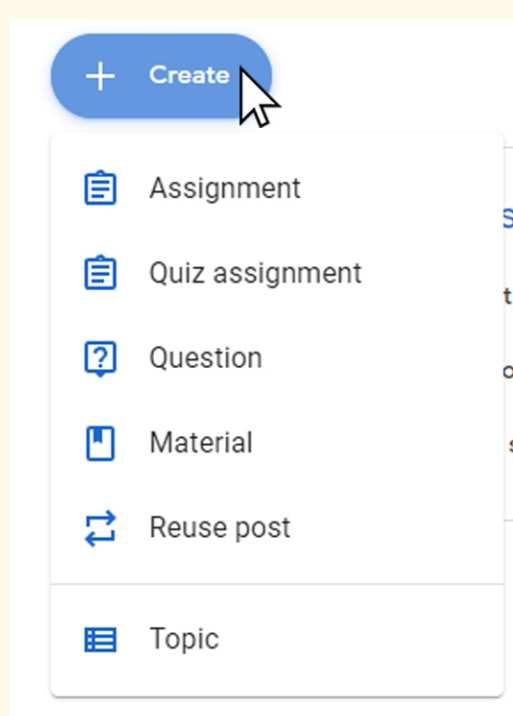 Create
Assignment
Quiz assignment
Question
Material
Reuse post
Topic